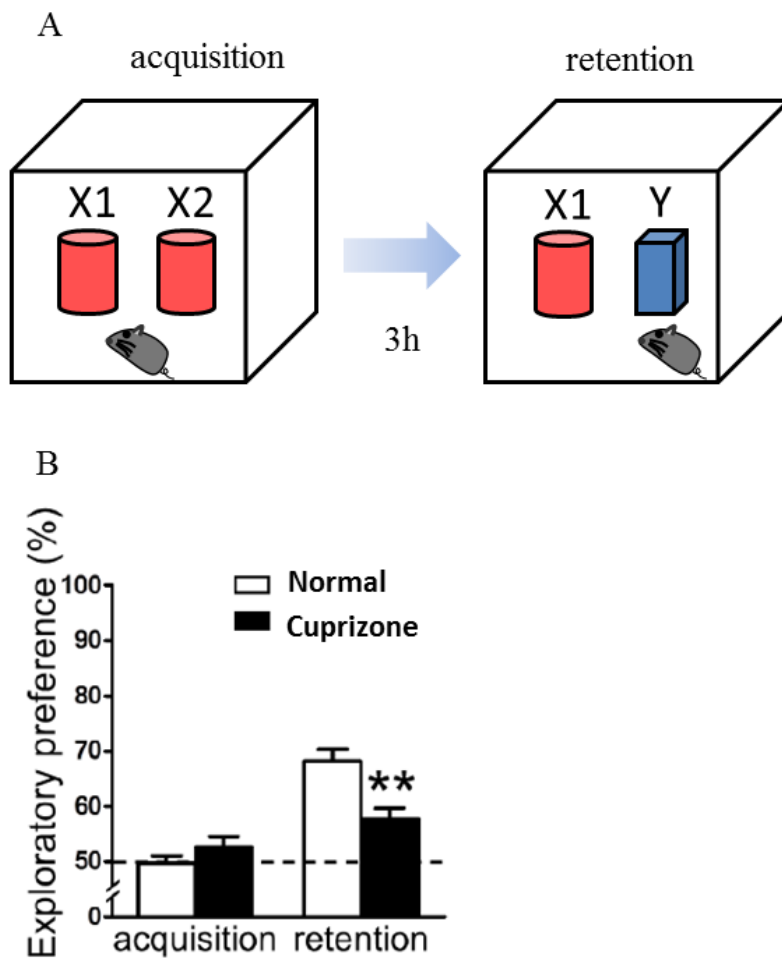 A
acquisition retention
X1 X2 X1 Y
3h
B
Exploratory preference (%)
100
90
80
70
60
50
0
Normal
Cuprizone
**
acquisition retention